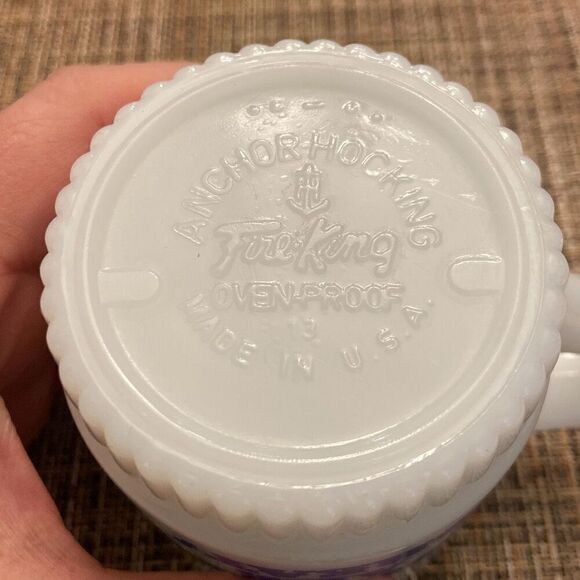 ANCHOR HOCKING
Fire-King
OVEN-PROOF
13
MADE IN U.S.A.